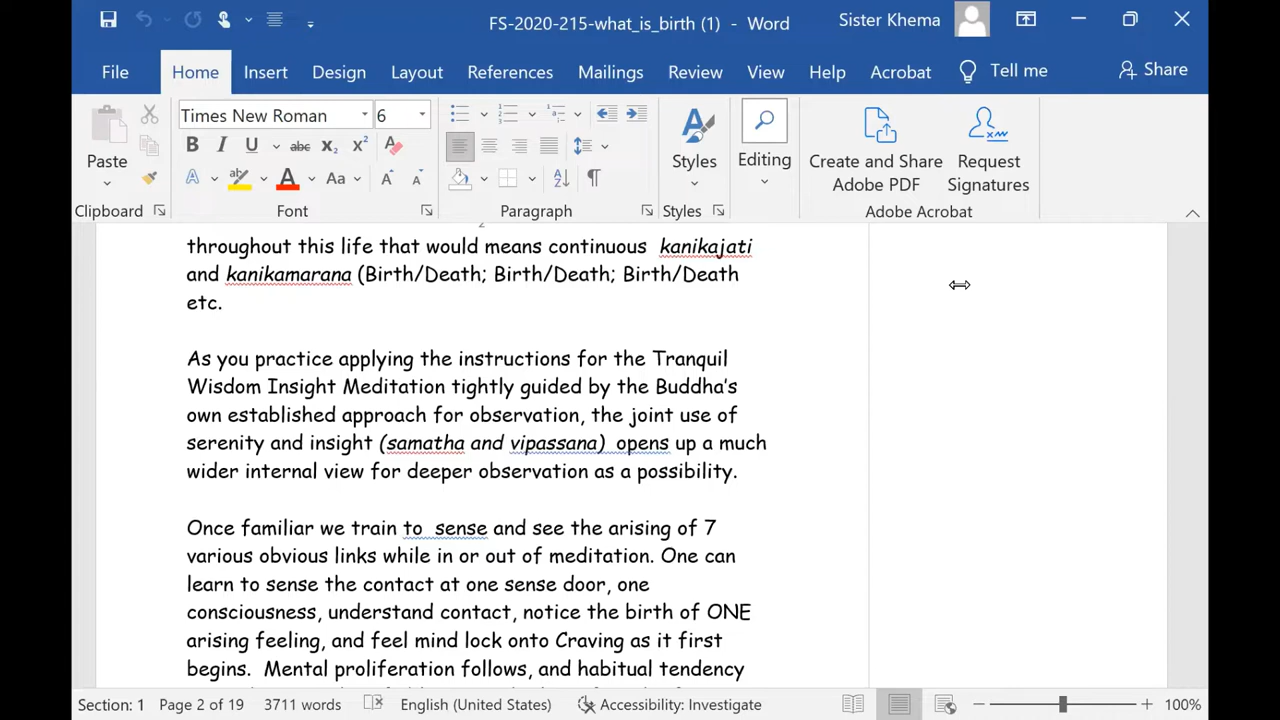 FS-2020-215-what_is_birth (1) - Word
Sister Khema
File Home Insert Design Layout References Mailings Review View Help Acrobat Tell me Share
Times New Roman 6
Paste
B I U abc x₂ x²
A ab A Aa A A
Styles
Editing
Create and Share
Adobe PDF
Request
Signatures
Clipboard Font Paragraph Styles Adobe Acrobat
2
throughout this life that would means continuous kanikajati
and kanikamarana (Birth/Death; Birth/Death; Birth/Death
etc.
As you practice applying the instructions for the Tranquil
Wisdom Insight Meditation tightly guided by the Buddha's
own established approach for observation, the joint use of
serenity and insight (samatha and vipassana) opens up a much
wider internal view for deeper observation as a possibility.
Once familiar we train to sense and see the arising of 7
various obvious links while in or out of meditation. One can
learn to sense the contact at one sense door, one
consciousness, understand contact, notice the birth of ONE
arising feeling, and feel mind lock onto Craving as it first
begins. Mental proliferation follows, and habitual tendency
Section: 1 Page 2 of 19 3711 words English (United States) Accessibility: Investigate 100%